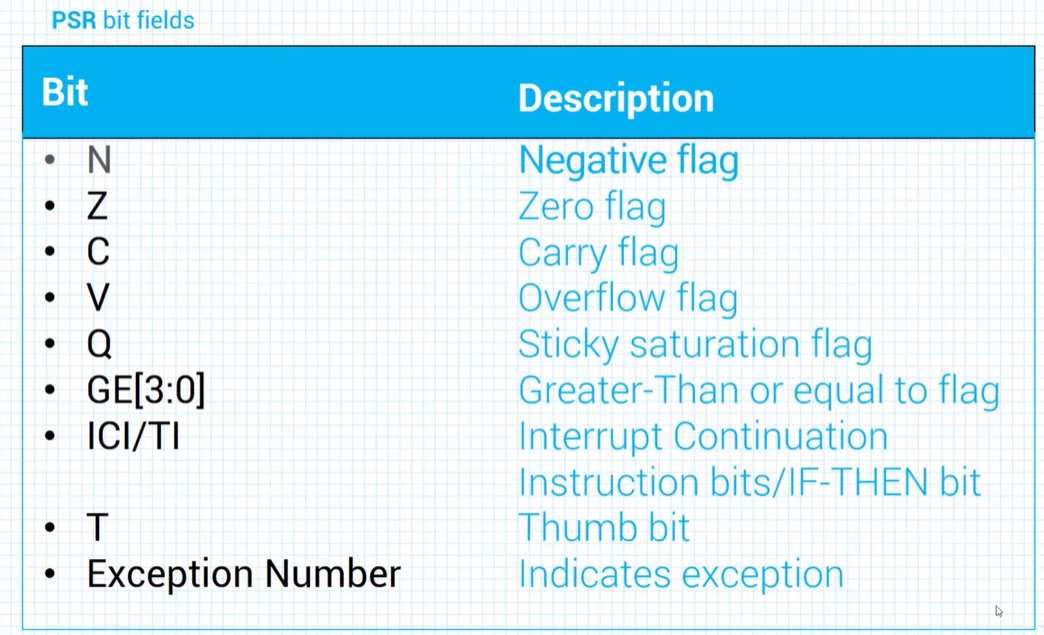 PSR bit fields
Bit Description
• N Negative flag
• Z Zero flag
• C Carry flag
• V Overflow flag
• Q Sticky saturation flag
• GE[3:0] Greater-Than or equal to flag
• ICI/TI Interrupt Continuation
Instruction bits/IF-THEN bit
• T Thumb bit
• Exception Number Indicates exception